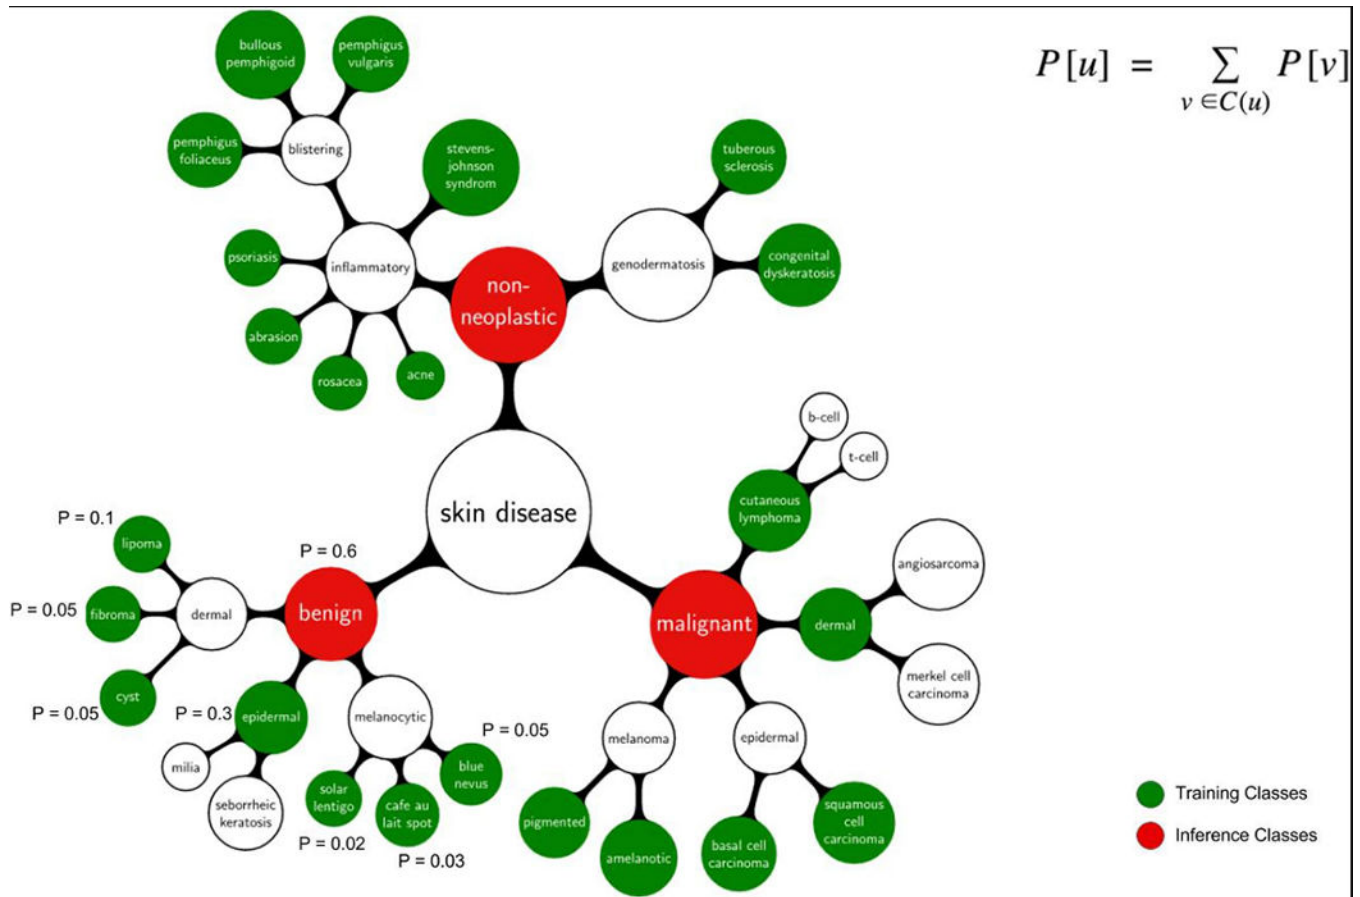 bullous
pemphigoid
pemphigus
vulgaris
P[u] = ∑ P[v]
v ∈C(u)
pemphigus
foliaceus
blistering
stevens-
johnson
syndrom
tuberous
sclerosis
psoriasis
inflammatory
non-
neoplastic
genodermatosis
congenital
dyskeratosis
abrasion
rosacea
acne
b-cell
t-cell
skin disease
cutaneous
lymphoma
P = 0.1
lipoma
P = 0.6
angiosarcoma
P = 0.05
fibroma
dermal
benign
malignant
dermal
merkel cell
carcinoma
cyst
P = 0.05
P = 0.3
epidermal
melanocytic
P = 0.05
melanoma
epidermal
milia
blue
nevus
solar
lentigo
seborrheic
keratosis
cafe au
lait spot
P = 0.02
P = 0.03
pigmented
amelanotic
basal cell
carcinoma
squamous
cell
carcinoma
Training Classes
Inference Classes